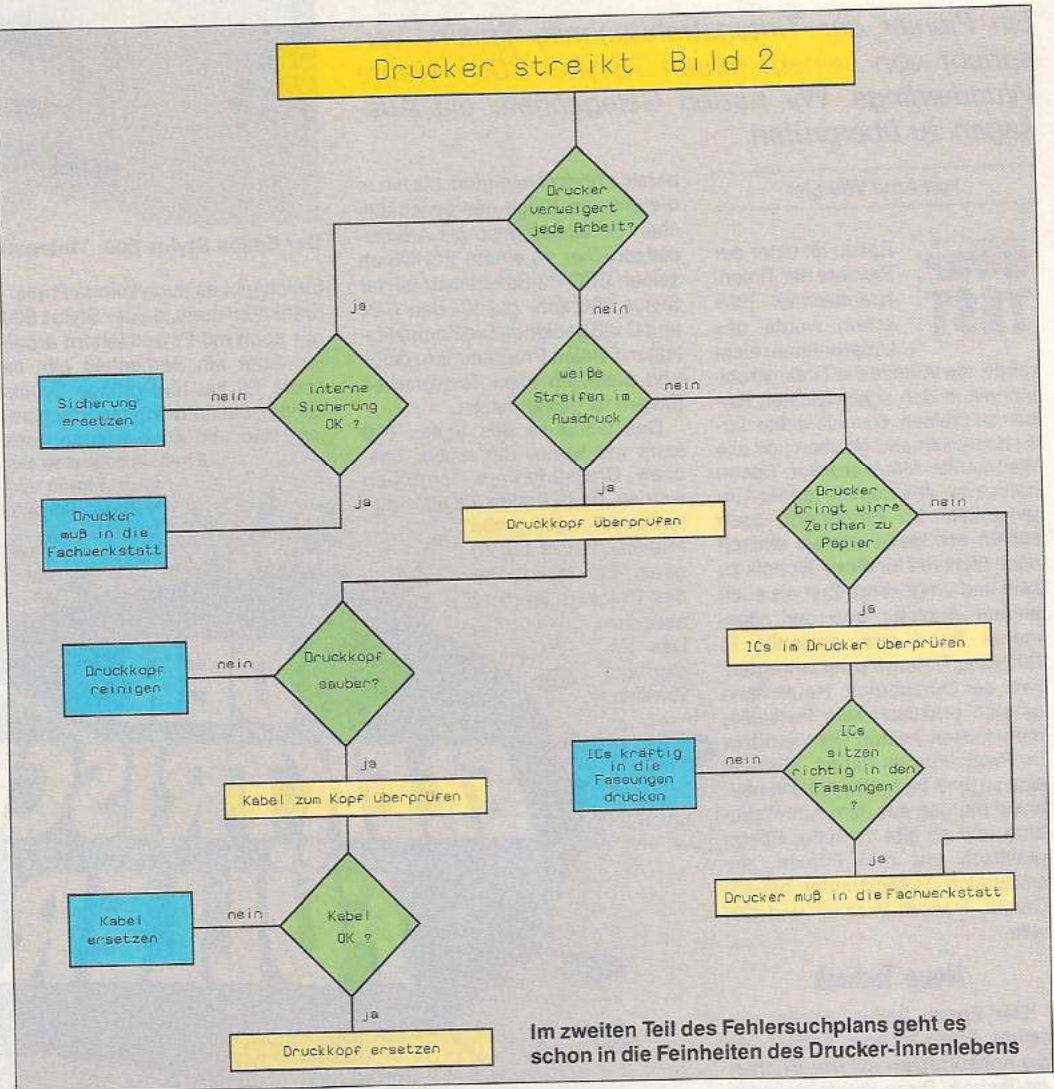 Drucker streikt Bild 2
Drucker
verweigert
jede Arbeit?
ja
nein
interne
Sicherung
OK ?
nein
Sicherung
ersetzen
ja
Drucker
muß in die
Fachwerkstatt
weiße
Streifen im
Ausdruck
nein
ja
Druckkopf überprüfen
Drucker
bringt wirre
Zeichen zu
Papier
nein
ja
ICs im Drucker überprüfen
Druckkopf
sauber?
nein
Druckkopf
reinigen
ja
Kabel zum Kopf überprüfen
ICs
sitzen
richtig in den
Fassungen
?
nein
ICs kräftig
in die
Fassungen
drücken
ja
Drucker muß in die Fachwerkstatt
Kabel
OK ?
nein
Kabel
ersetzen
ja
Druckkopf ersetzen
Im zweiten Teil des Fehlersuchplans geht es
schon in die Feinheiten des Drucker-Innenlebens